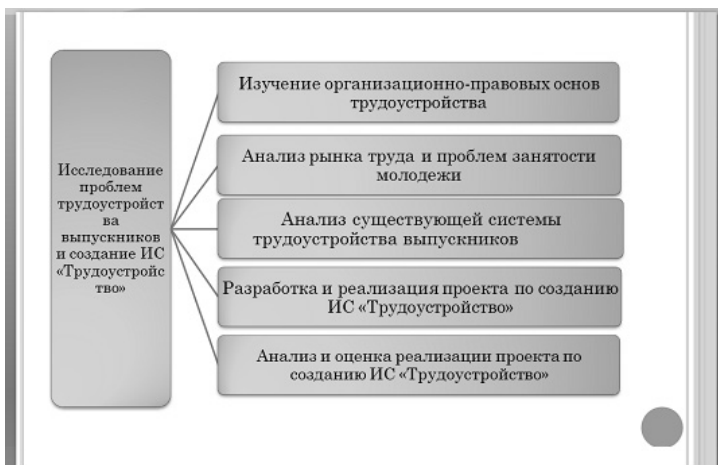 Исследование
проблем
трудоустройст
ва
выпускников
и создание ИС
«Трудоустройс
тво»
Изучение организационно-правовых основ
трудоустройства
Анализ рынка труда и проблем занятости
молодежи
Анализ существующей системы
трудоустройства выпускников
Разработка и реализация проекта по созданию
ИС «Трудоустройство»
Анализ и оценка реализации проекта по
созданию ИС «Трудоустройство»